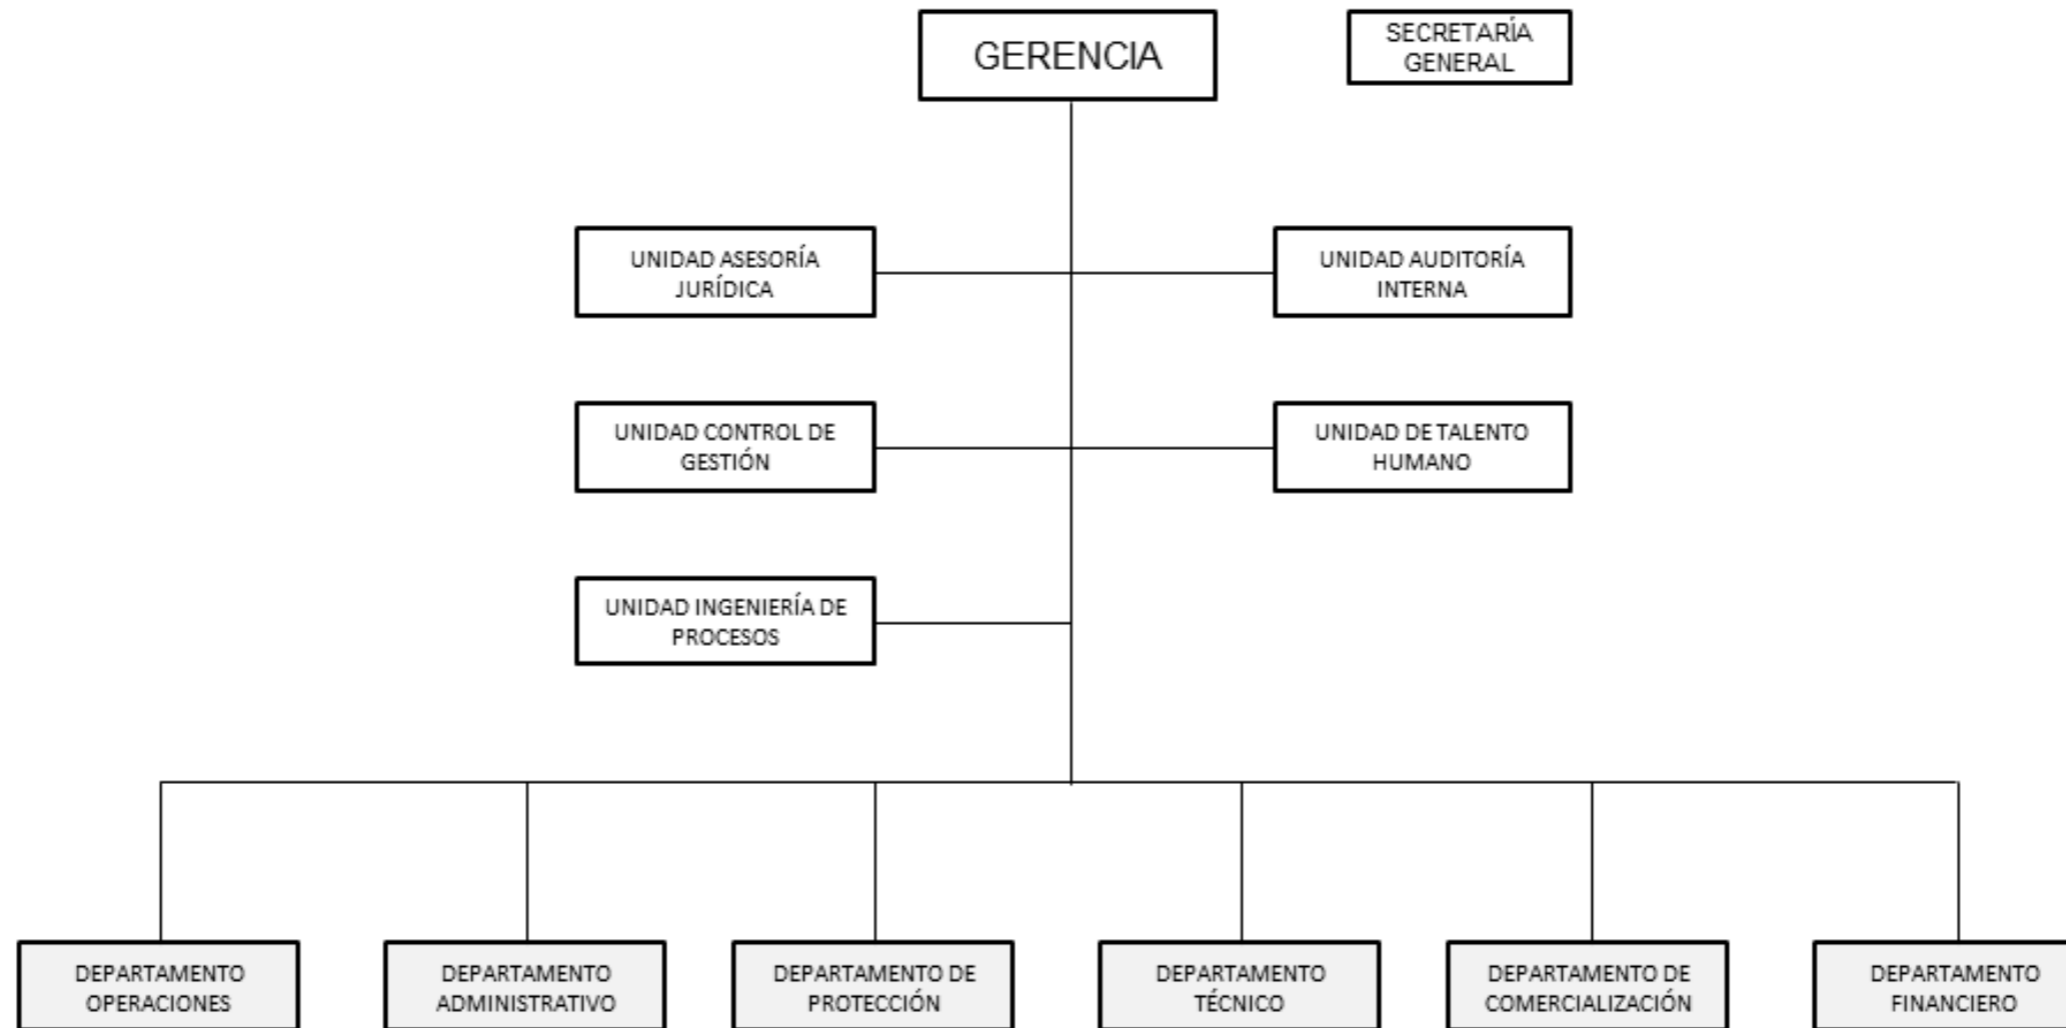 GERENCIA
SECRETARÍA
GENERAL
UNIDAD ASESORÍA
JURÍDICA
UNIDAD AUDITORÍA
INTERNA
UNIDAD CONTROL DE
GESTIÓN
UNIDAD DE TALENTO
HUMANO
UNIDAD INGENIERÍA DE
PROCESOS
DEPARTAMENTO
OPERACIONES
DEPARTAMENTO
ADMINISTRATIVO
DEPARTAMENTO DE
PROTECCIÓN
DEPARTAMENTO
TÉCNICO
DEPARTAMENTO DE
COMERCIALIZACIÓN
DEPARTAMENTO
FINANCIERO